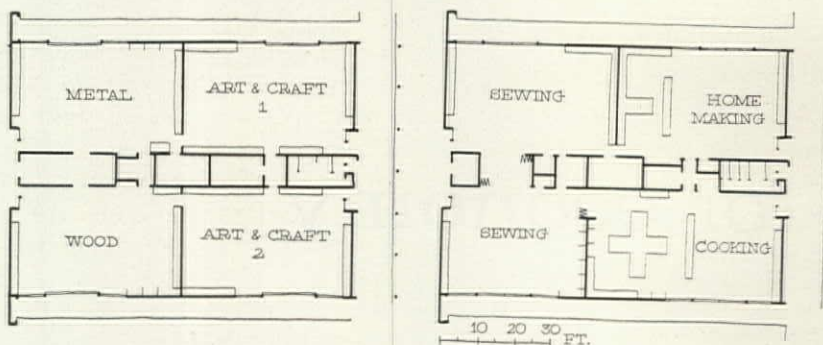 METAL
ART & CRAFT
1
WOOD
ART & CRAFT
2
SEWING
HOME
MAKING
SEWING
COOKING
10 20 30 FT.